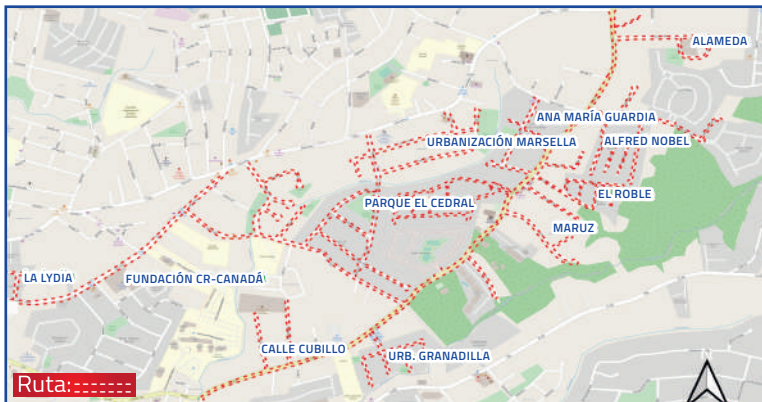 ALAMEDA
ANA MARÍA GUARDIA
URBANIZACIÓN MARSELLA
ALFRED NOBEL
EL ROBLE
PARQUE EL CEDRAL
MARUZ
LA LYDIA
FUNDACIÓN CR-CANADÁ
CALLE CUBILLO
URB. GRANADILLA
Ruta: